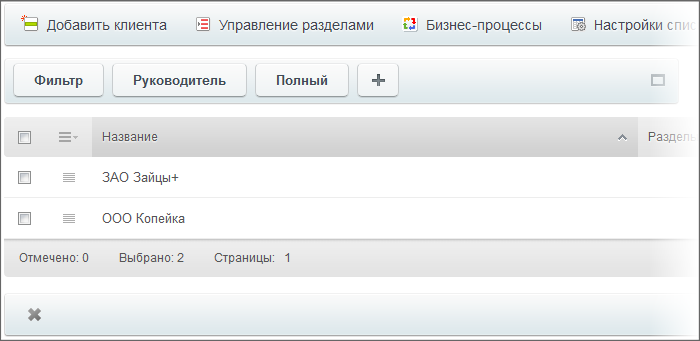 Добавить клиента Управление разделами Бизнес-процессы Настройки спис
Фильтр Руководитель Полный
Название Разделы
ЗАО Зайцы+
ООО Копейка
Отмечено: 0 Выбрано: 2 Страницы: 1